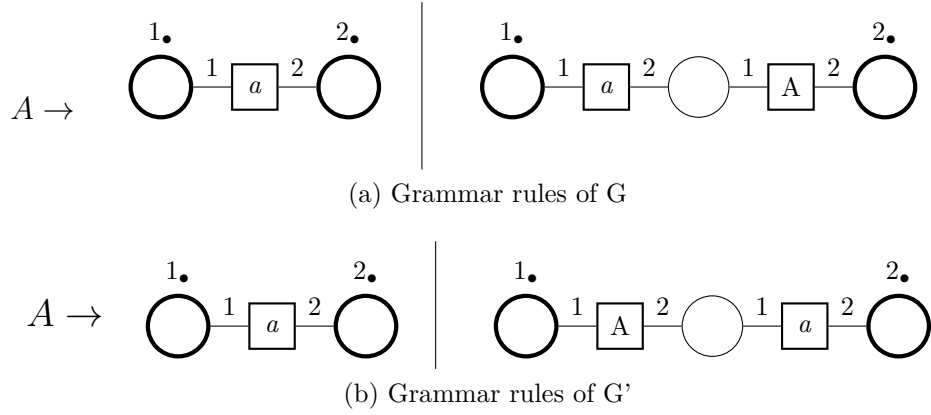 1• 2• 1• 2•
A → 1 a 2 1 a 2 1 A 2
(a) Grammar rules of G
1• 2• 1• 2•
A → 1 a 2 1 A 2 1 a 2
(b) Grammar rules of G’